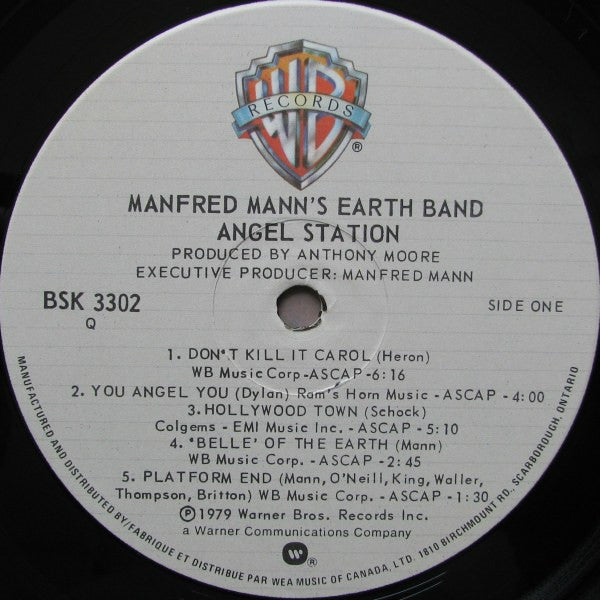 WB
RECORDS
®
MANFRED MANN'S EARTH BAND
ANGEL STATION
PRODUCED BY ANTHONY MOORE
EXECUTIVE PRODUCER: MANFRED MANN
BSK 3302
Q
SIDE ONE
1. DON'T KILL IT CAROL (Heron)
WB Music Corp-ASCAP-6:16
2. YOU ANGEL YOU (Dylan) Ram's Horn Music - ASCAP - 4:00
3. HOLLYWOOD TOWN (Schock)
Colgems - EMI Music Inc. - ASCAP - 5:10
4. 'BELLE' OF THE EARTH (Mann)
WB Music Corp. - ASCAP - 2:45
5. PLATFORM END (Mann, O'Neill, King, Waller,
Thompson, Britton) WB Music Corp. - ASCAP - 1:30
Ⓟ1979 Warner Bros. Records Inc.
a Warner Communications Company
W®
MANUFACTURED AND DISTRIBUTED BY/FABRIQUE ET DISTRIBUE PAR WEA MUSIC OF CANADA, LTD. 1810 BIRCHMOUNT RD. SCARBOROUGH, ONTARIO